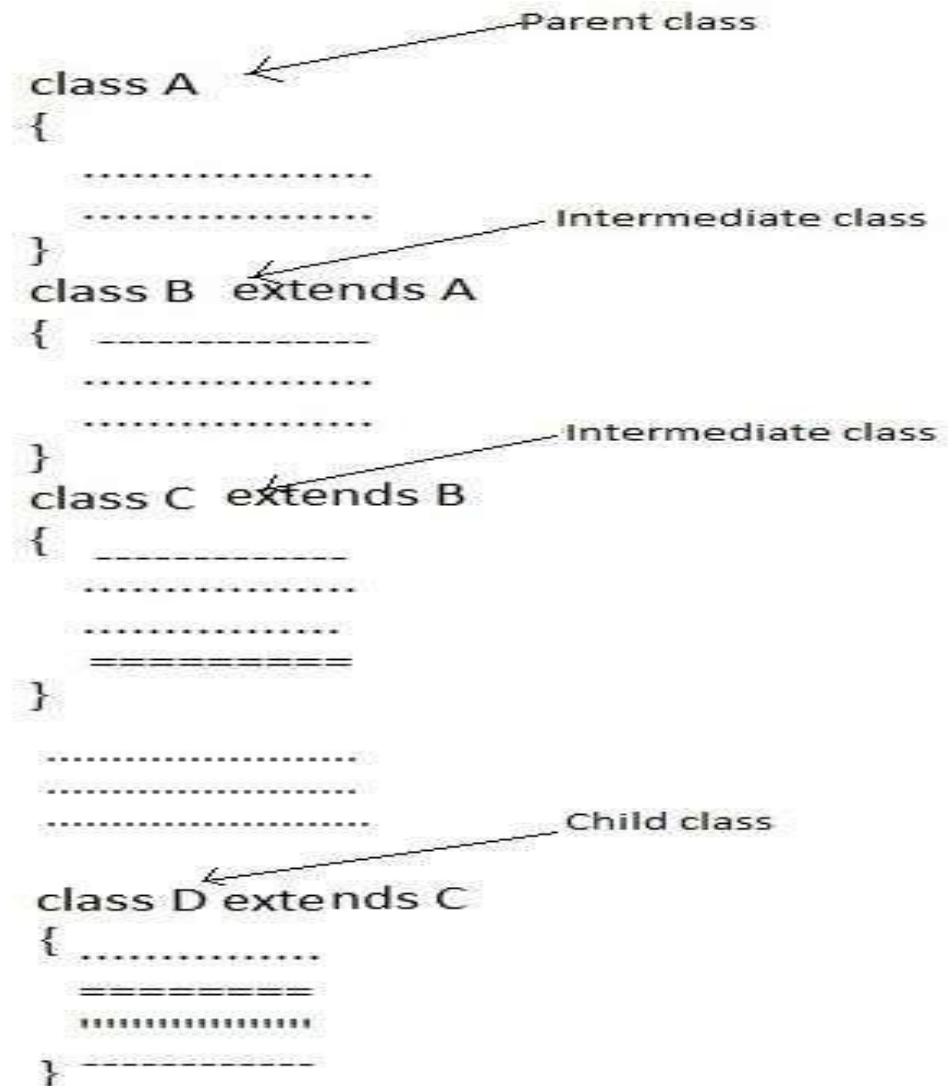 Parent class
class A
{
..................
..................
Intermediate class
}
class B extends A
{ --------------
..................
..................
Intermediate class
}
class C extends B
{ -------------
.................
................
=========
}
........................
........................
.........................
Child class
class D extends C
{ ...............
========
""""""""""
} -------------